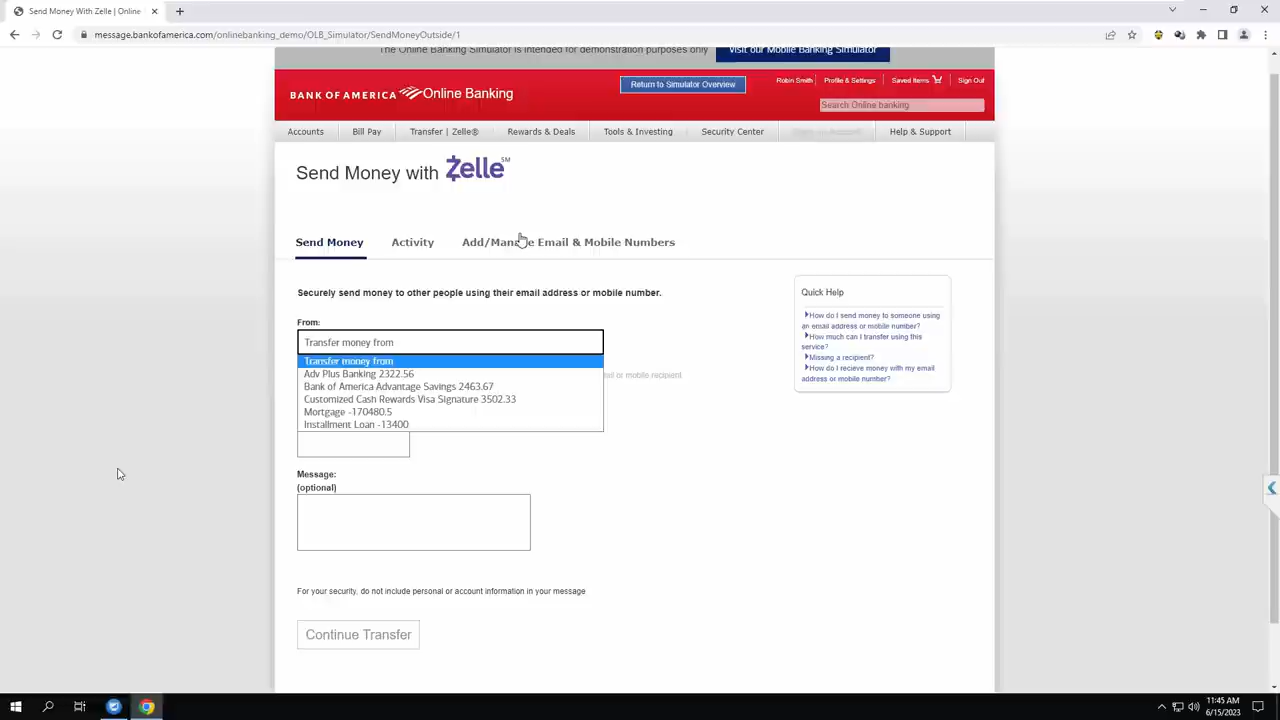 Send Money | Transfer | Online
message.bankofamerica.com/onlinebanking_demo/OLB_Simulator/SendMoneyOutside/1
The Online Banking Simulator is intended for demonstration purposes only
Visit our Mobile Banking Simulator
BANK OF AMERICA Online Banking
Return to Simulator Overview
Robin Smith Profile & Settings Saved Items Sign Out
Search Online banking
Accounts Bill Pay Transfer | Zelle® Rewards & Deals Tools & Investing Security Center Help & Support
Send Money with Zelle℠
Send Money Activity Add/Manage Email & Mobile Numbers
Securely send money to other people using their email address or mobile number.
From:
Transfer money from
Transfer money from
Adv Plus Banking 2322.56
Bank of America Advantage Savings 2463.67
Customized Cash Rewards Visa Signature 3502.33
Mortgage -170480.5
Installment Loan -13400
or mobile recipient
Message:
(optional)
For your security, do not include personal or account information in your message
Continue Transfer
Quick Help
How do I send money to someone using
an email address or mobile number?
How much can I transfer using this
service?
Missing a recipient?
How do I recieve money with my email
address or mobile number?
11:45 AM
6/15/2023